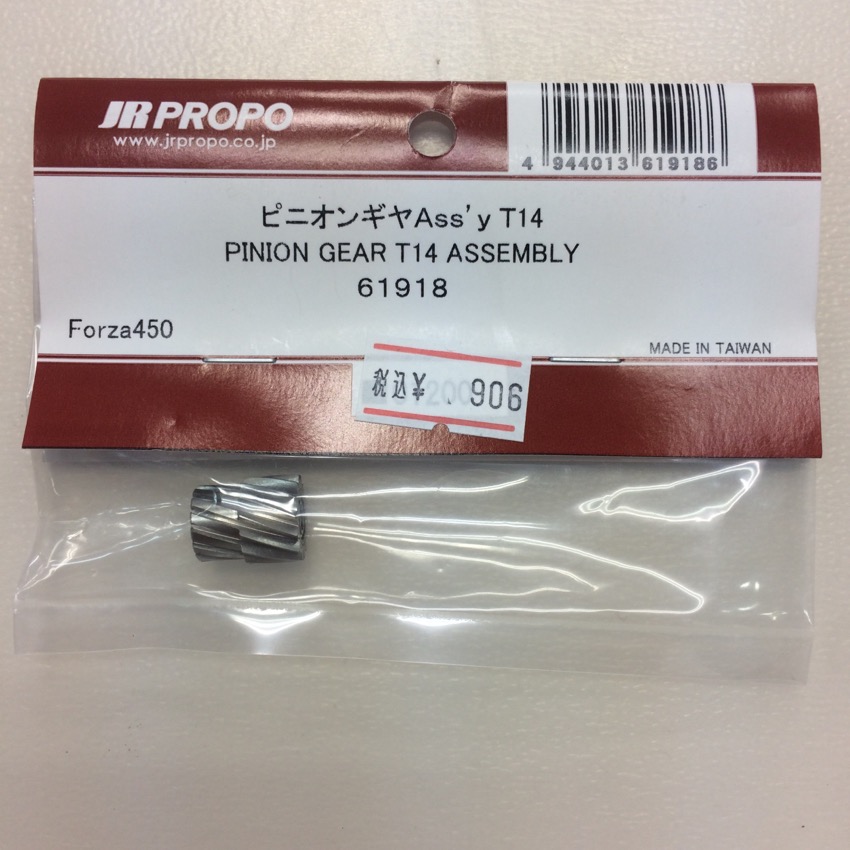 JR PROPO
www.jrpropo.co.jp
4 944013 619186
ピニオンギヤAss'y T14
PINION GEAR T14 ASSEMBLY
61918
Forza450
MADE IN TAIWAN
税込¥ 906